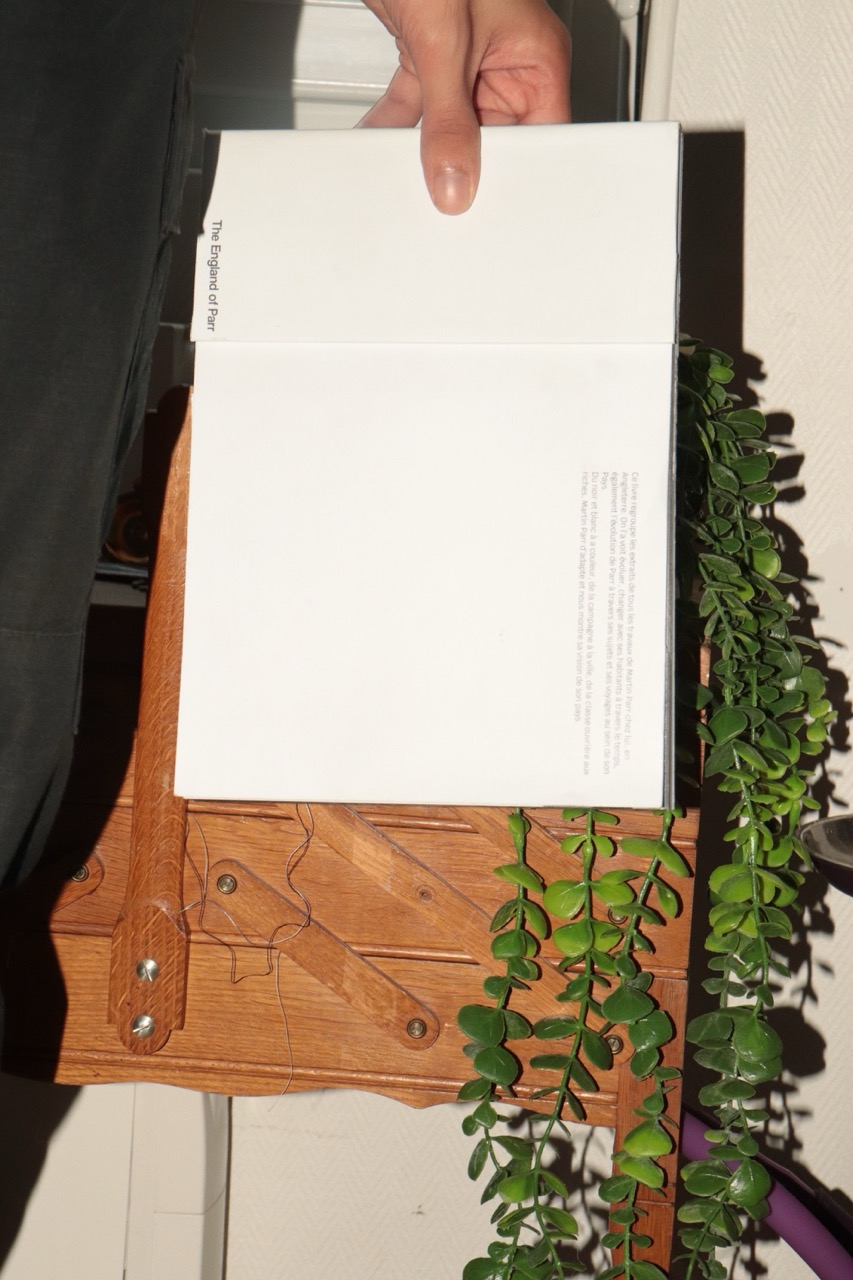 Ce livre regroupe les extraits de tous les travaux de Martin Parr chez lui, en
Angleterre. On l'a voit évoluer, changer avec ses habitants à travers le temps,
également l'évolution de Parr à travers ses sujets et ses voyages au sein de son
Pays.
Du noir et blanc à a couleur, de la campagne à la ville, de la classe ouvrière aux
riches, Martin Parr d'adapte et nous montre sa vision de son pays.
The England of Parr